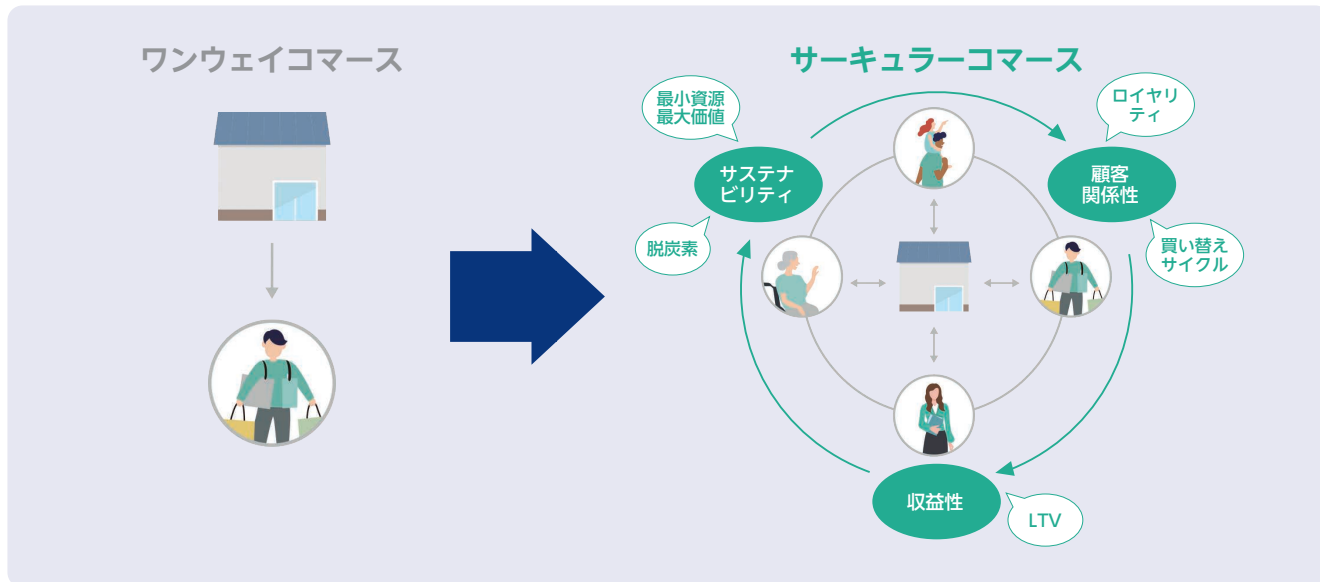 ワンウェイコマース
サーキュラーコマース
最小資源
最大価値
サステナ
ビリティ
脱炭素
ロイヤリ
ティ
顧客
関係性
買い替え
サイクル
収益性
LTV